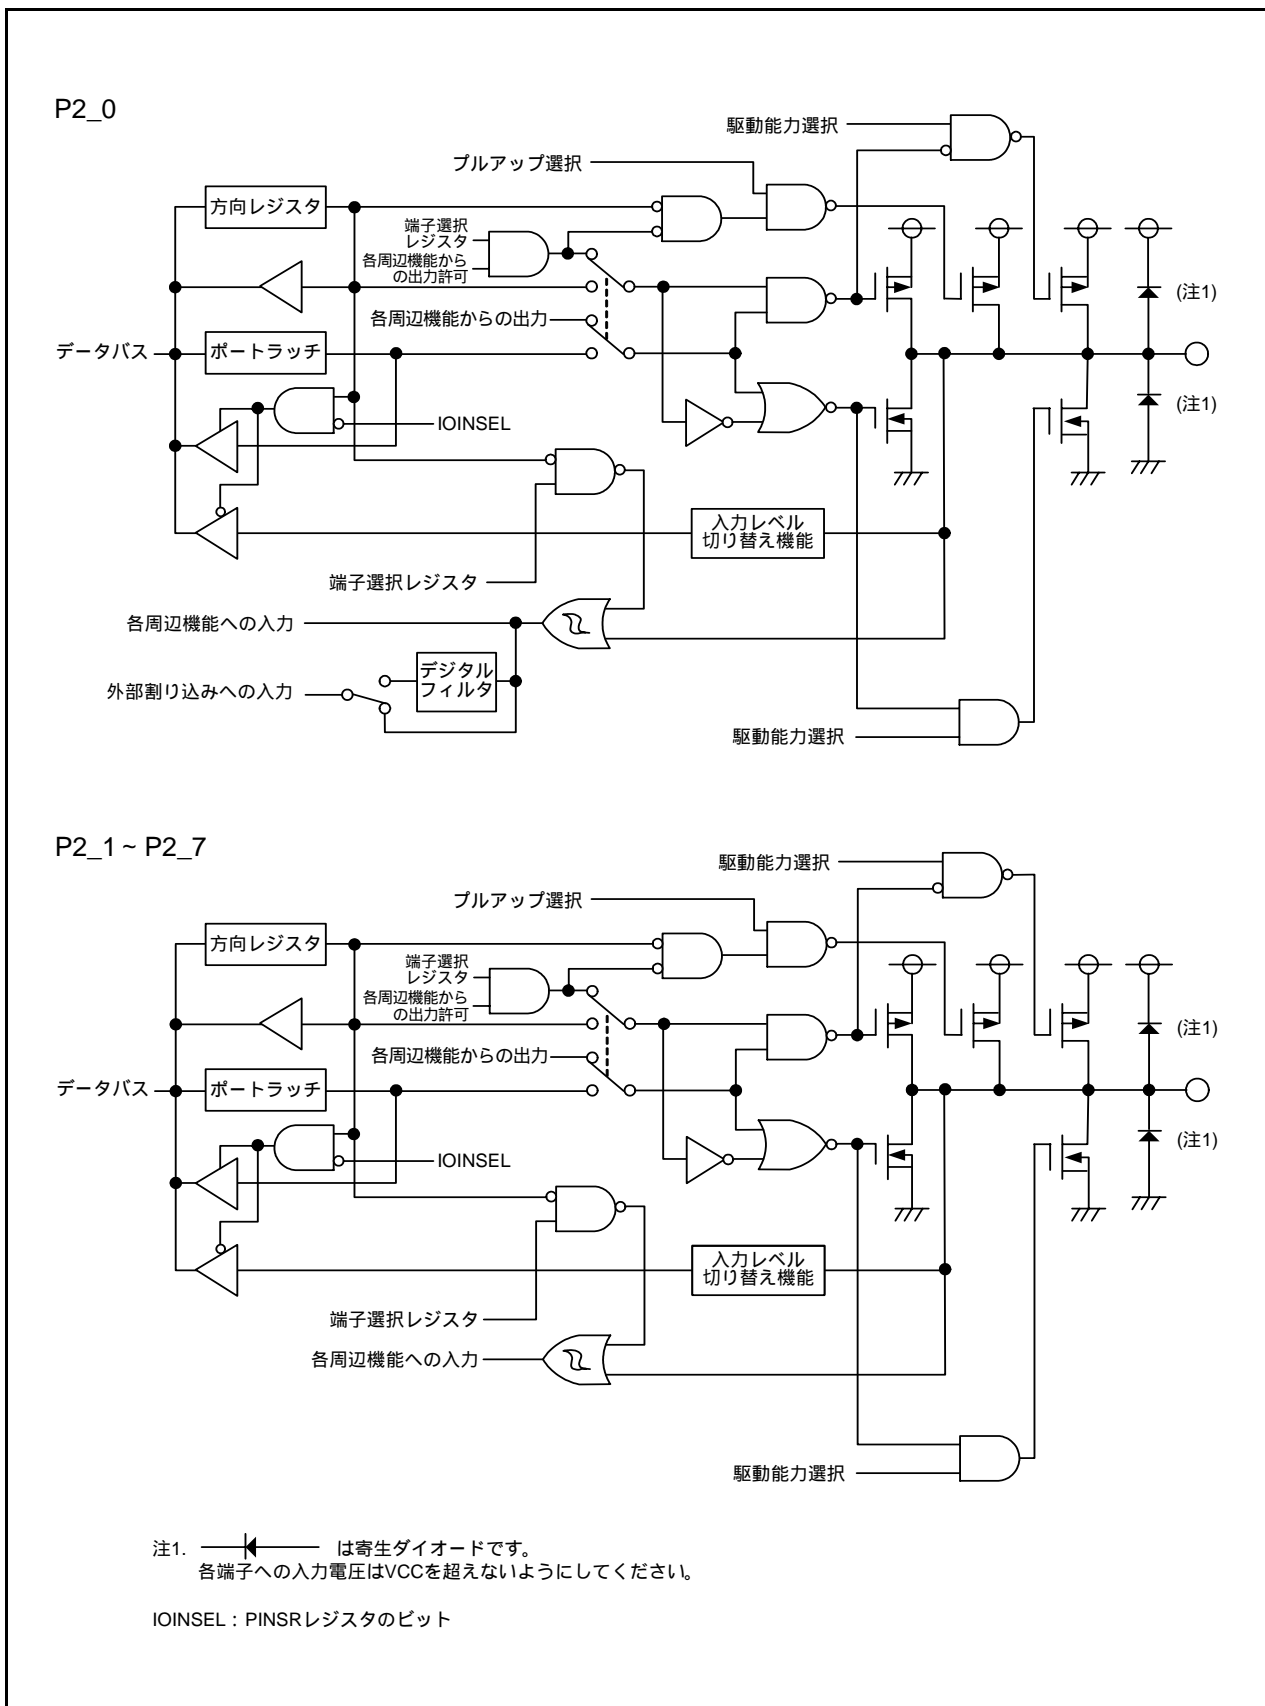 P2_0
駆動能力選択
プルアップ選択
方向レジスタ
端子選択
レジスタ
各周辺機能から
の出力許可
(注1)
各周辺機能からの出力
データバス
ポートラッチ
(注1)
IOINSEL
入力レベル
切り替え機能
端子選択レジスタ
各周辺機能への入力
デジタル
フィルタ
外部割り込みへの入力
駆動能力選択
P2_1 ~ P2_7
駆動能力選択
プルアップ選択
方向レジスタ
端子選択
レジスタ
各周辺機能から
の出力許可
(注1)
各周辺機能からの出力
データバス
ポートラッチ
(注1)
IOINSEL
入力レベル
切り替え機能
端子選択レジスタ
各周辺機能への入力
駆動能力選択
注1. は寄生ダイオードです。
各端子への入力電圧はVCCを超えないようにしてください。
IOINSEL : PINSRレジスタのビット